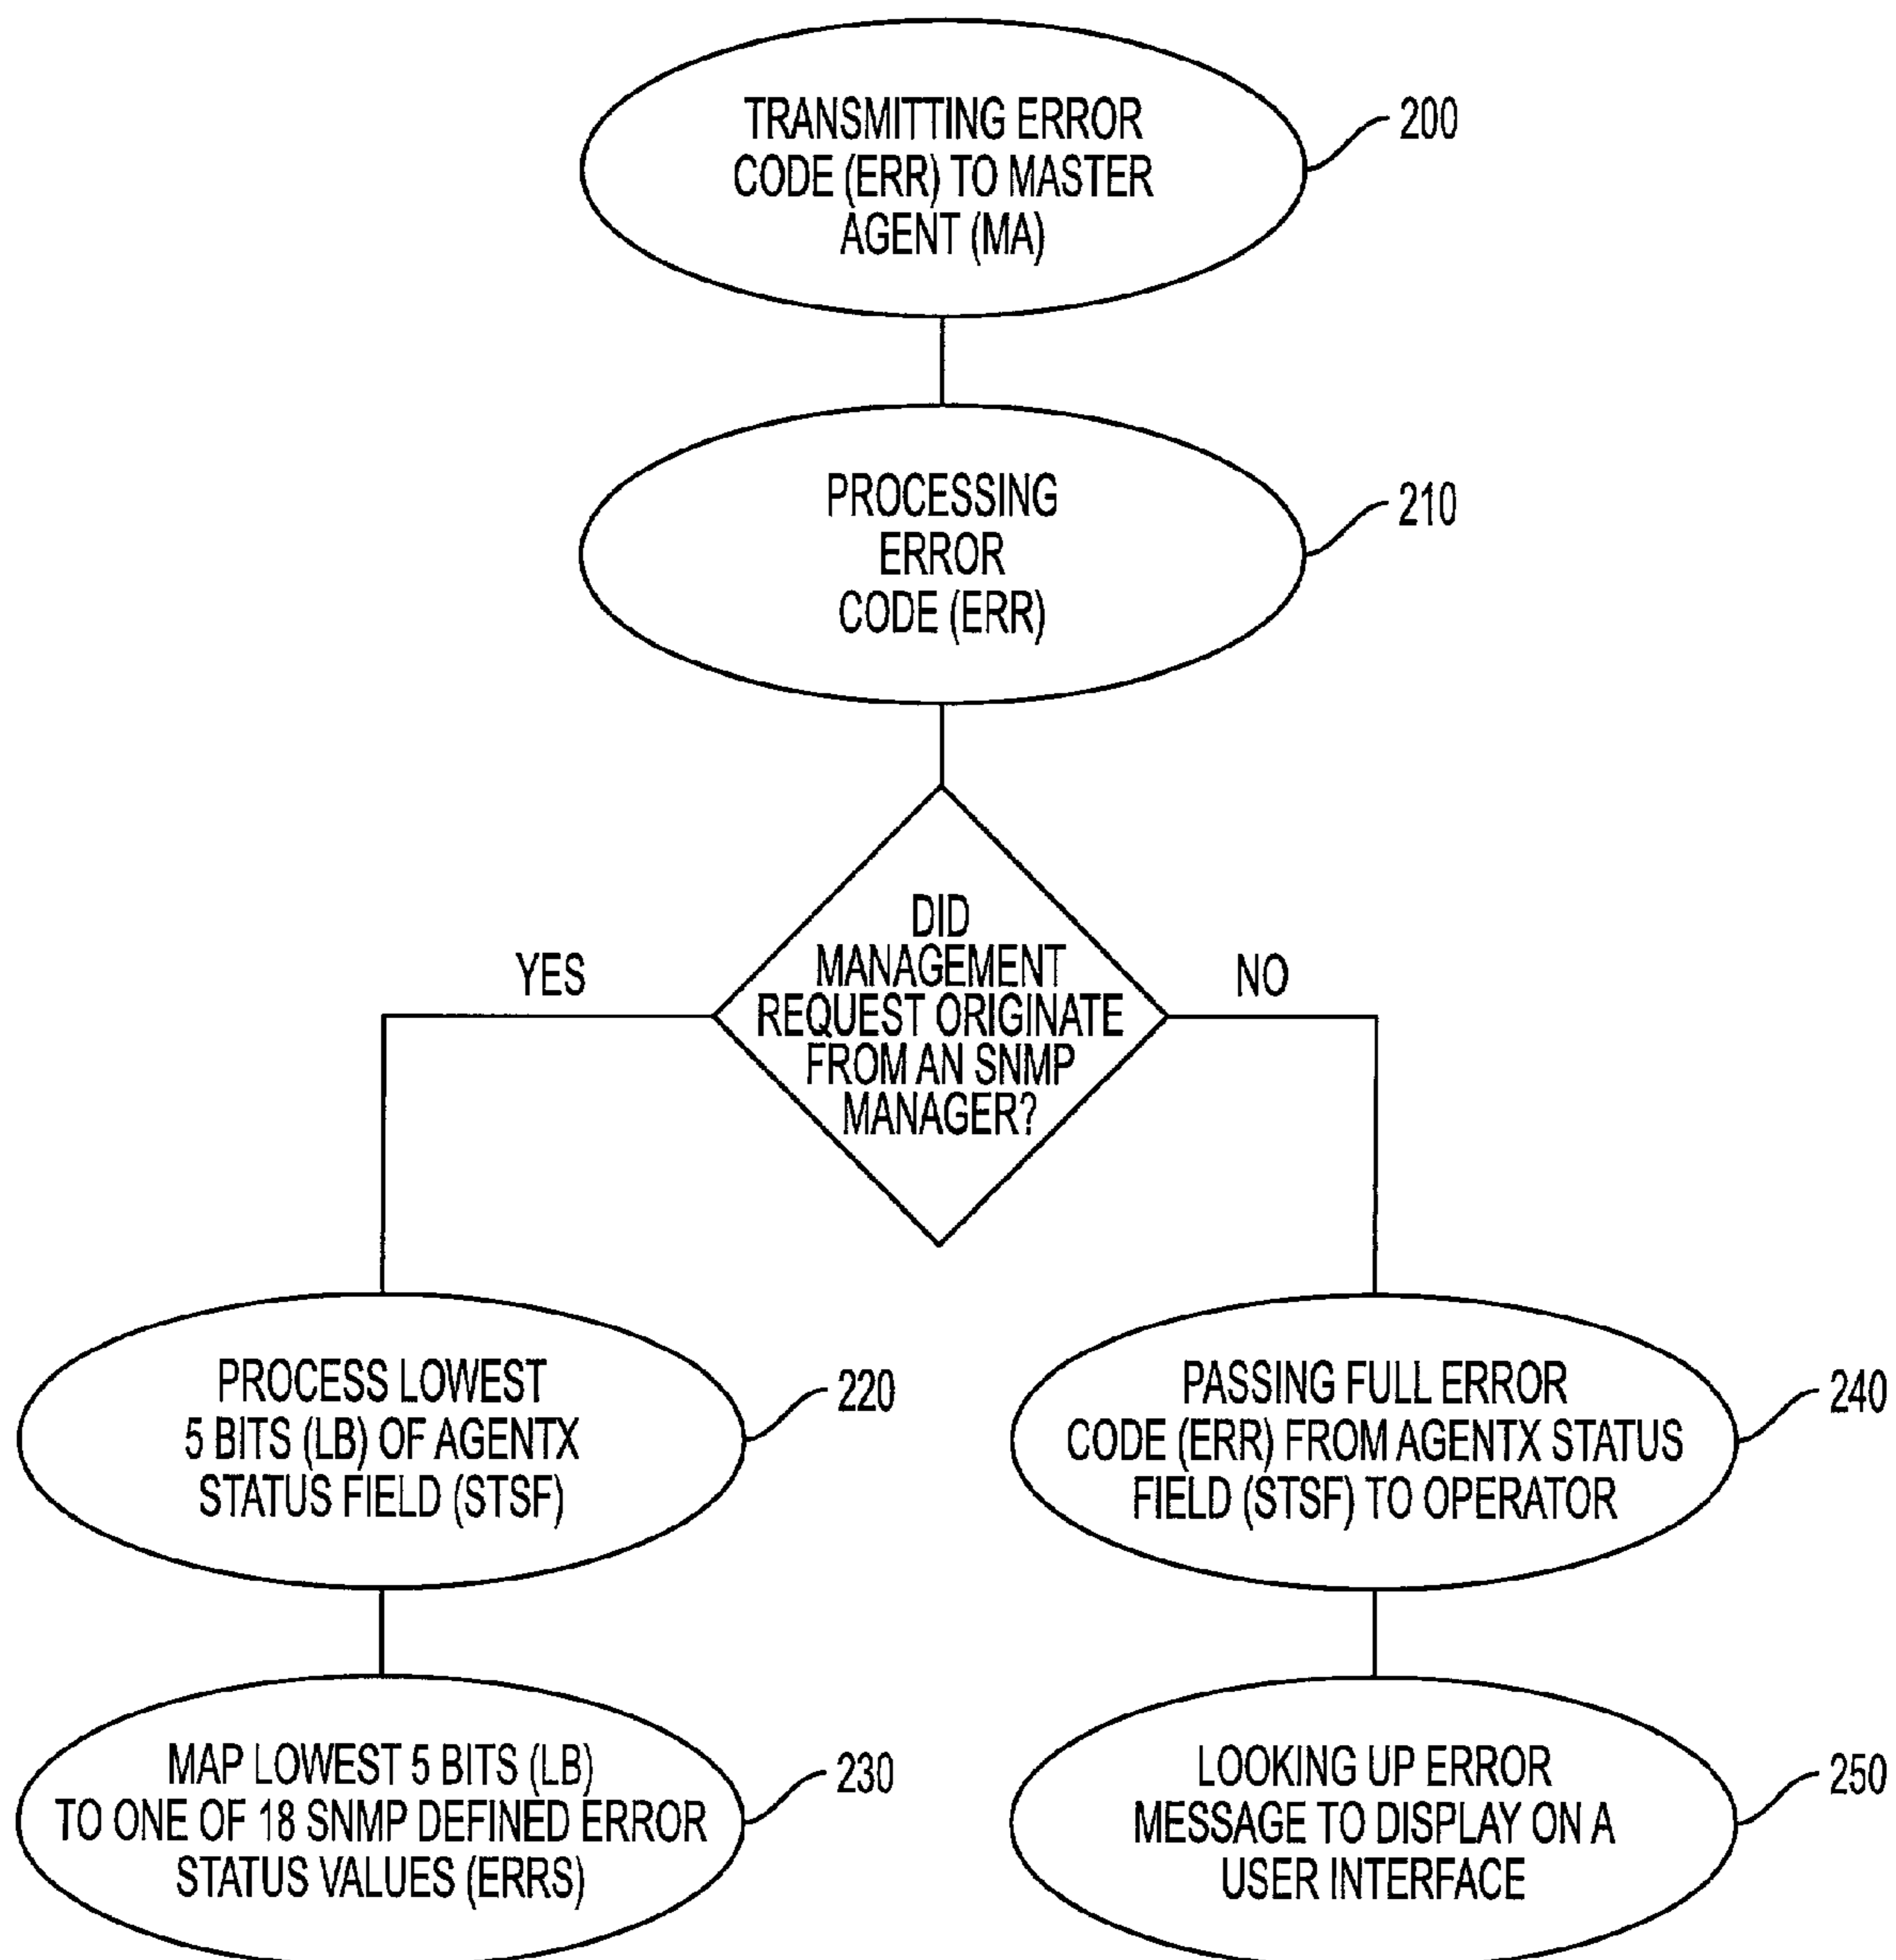 TRANSMITTING ERROR
CODE (ERR) TO MASTER
AGENT (MA)
200
PROCESSING
ERROR
CODE (ERR)
210
DID
MANAGEMENT
REQUEST ORIGINATE
FROM AN SNMP
MANAGER?
YES
NO
PROCESS LOWEST
5 BITS (LB) OF AGENTX
STATUS FIELD (STSF)
220
PASSING FULL ERROR
CODE (ERR) FROM AGENTX STATUS
FIELD (STSF) TO OPERATOR
240
MAP LOWEST 5 BITS (LB)
TO ONE OF 18 SNMP DEFINED ERROR
STATUS VALUES (ERRS)
230
LOOKING UP ERROR
MESSAGE TO DISPLAY ON A
USER INTERFACE
250